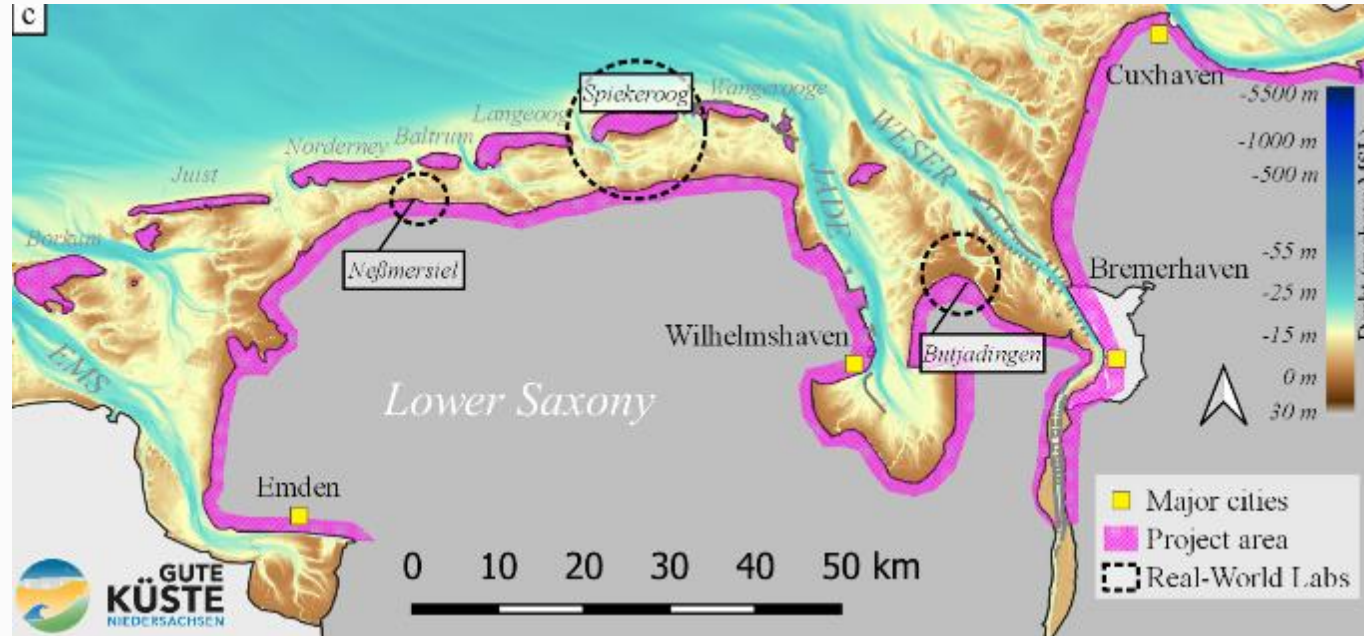 c
Cuxhaven
Spiekeroog
Wangerooge
Langeoog
Baltrum
Norderney
Juist
Borkum
WESER
JADE
EMS
Neßmersiel
Bremerhaven
Wilhelmshaven
Butjadingen
Lower Saxony
Emden
-5500 m
-1000 m
-500 m
-55 m
-25 m
-15 m
0 m
30 m
Major cities
Project area
Real-World Labs
0 10 20 30 40 50 km
GUTE
KÜSTE
NIEDERSACHSEN